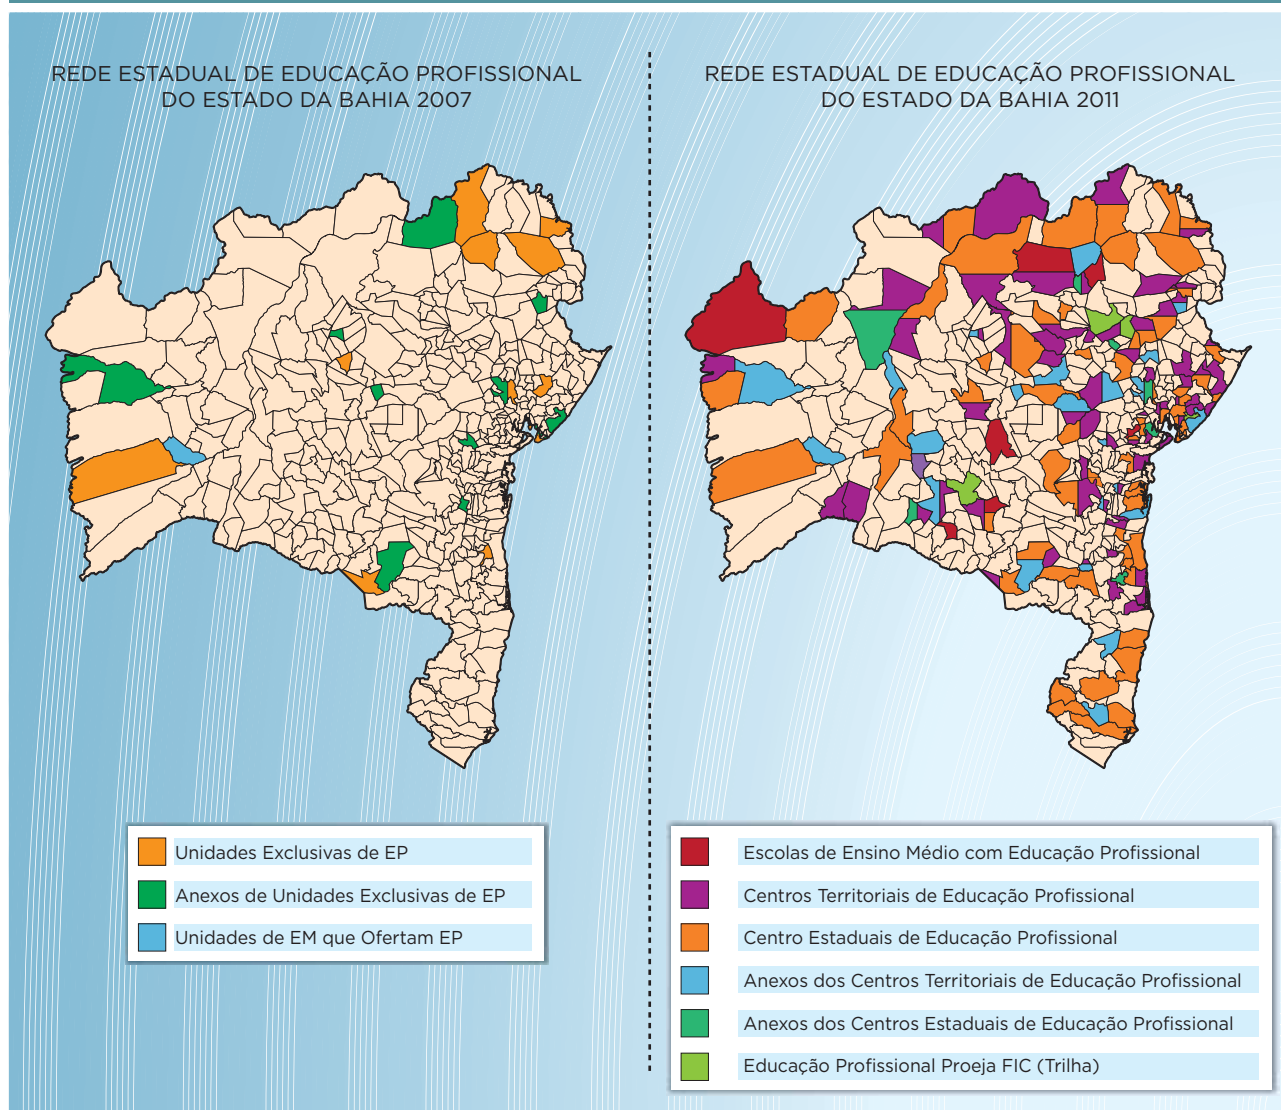 REDE ESTADUAL DE EDUCAÇÃO PROFISSIONAL
DO ESTADO DA BAHIA 2007
REDE ESTADUAL DE EDUCAÇÃO PROFISSIONAL
DO ESTADO DA BAHIA 2011
Unidades Exclusivas de EP
Anexos de Unidades Exclusivas de EP
Unidades de EM que Ofertam EP
Escolas de Ensino Médio com Educação Profissional
Centros Territoriais de Educação Profissional
Centro Estaduais de Educação Profissional
Anexos dos Centros Territoriais de Educação Profissional
Anexos dos Centros Estaduais de Educação Profissional
Educação Profissional Proeja FIC (Trilha)